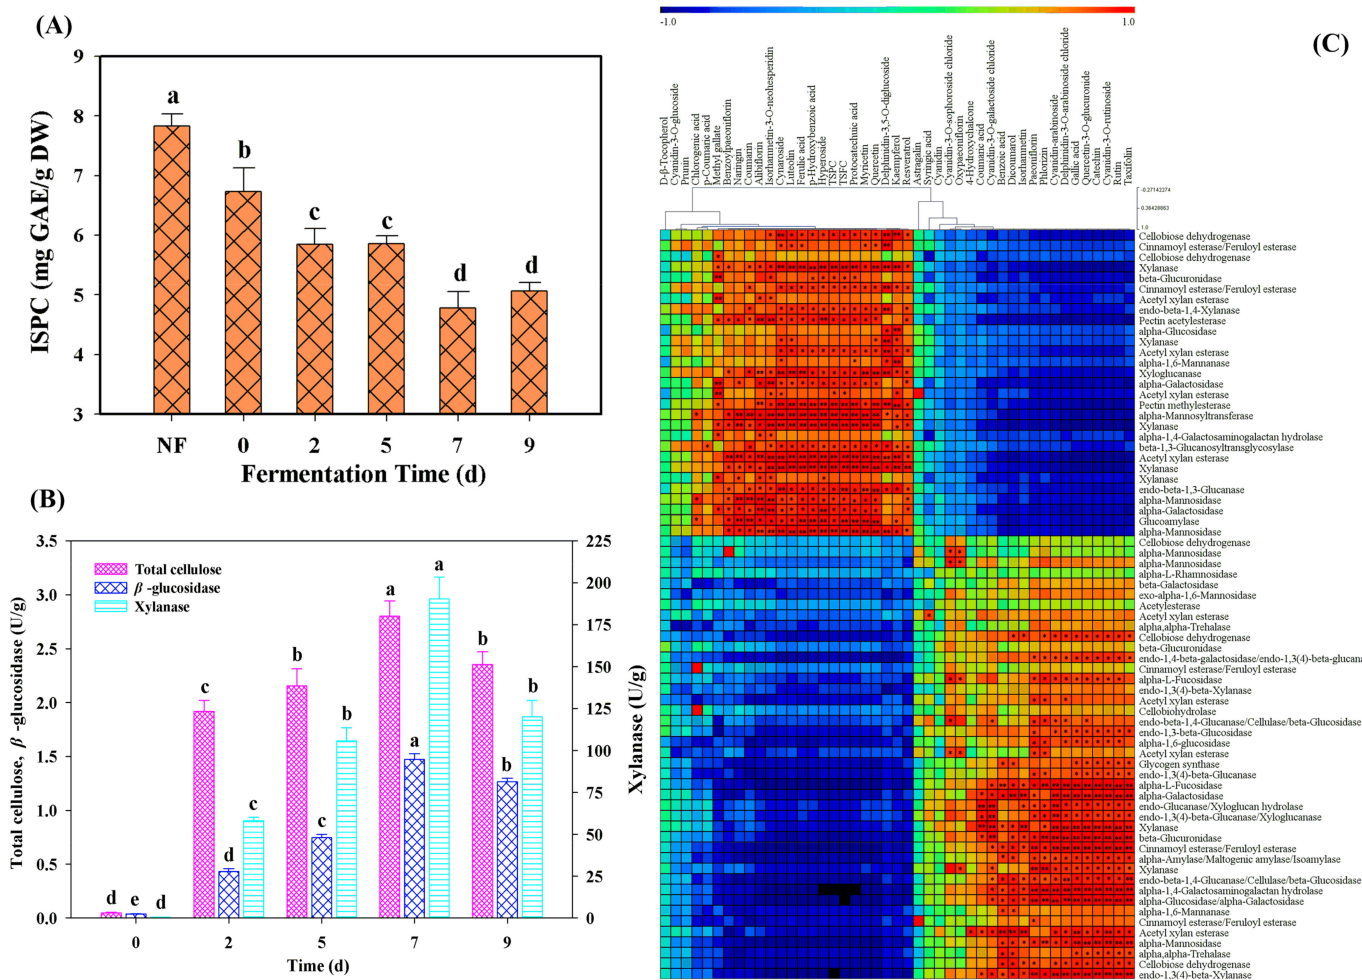 (A)
9
8
7
6
5
4
3
ISPC (mg GAE/g DW)
a
b
c
c
d
d
NF
0
2
5
7
9
Fermentation Time (d)
(B)
3.5
3.0
2.5
2.0
1.5
1.0
0.5
0.0
Total cellulose, β -glucosidase (U/g)
Total cellulose
β -glucosidase
Xylanase
225
200
175
150
125
100
75
50
25
0
Xylanase (U/g)
d e d
c d c
b c b
a a a
b b b
0
2
5
7
9
Time (d)
(C)
-1.0
1.0
D-β-Tocopherol
Cyanidin-3-O-glucoside
Prunin
Chlorogenic acid
p-Coumaric acid
Methyl gallate
Benzoylpaeoniflorin
Naringin
Coumarin
Albiflorin
Isorhamnetin-3-O-neohesperidin
Cynaroside
Luteolin
Ferulic acid
p-Hydroxybenzoic acid
Hyperoside
TSPC
TSFC
Protocatechuic acid
Myricetin
Quercetin
Delphinidin-3,5-O-diglucoside
Kaempferol
Resveratrol
Astragalin
Syringic acid
Cyanidin
Cyanidin-3-O-sophoroside chloride
Oxypaeoniflorin
4-Hydroxychalcone
Coumaric acid
Cyanidin-3-O-galactoside chloride
Benzoic acid
Dicoumarol
Isorhamnetin
Paeoniflorin
Phlorizin
Cyanidin-arabinoside
Delphinidin-3-O-arabinoside chloride
Gallic acid
Quercetin-3-O-glucuronide
Catechin
Cyanidin-3-O-rutinoside
Rutin
Taxifolin
-0.27142274
0.36428863
1.0
Cellobiose dehydrogenase
Cinnamoyl esterase/Feruloyl esterase
Cellobiose dehydrogenase
Xylanase
beta-Glucuronidase
Cinnamoyl esterase/Feruloyl esterase
Acetyl xylan esterase
endo-beta-1,4-Xylanase
Pectin acetylesterase
alpha-Glucosidase
Xylanase
Acetyl xylan esterase
alpha-1,6-Mannanase
Xyloglucanase
alpha-Galactosidase
Acetyl xylan esterase
Pectin methylesterase
alpha-Mannosyltransferase
Xylanase
alpha-1,4-Galactosaminogalactan hydrolase
beta-1,3-Glucanosyltransglycosylase
Acetyl xylan esterase
Xylanase
Xylanase
endo-beta-1,3-Glucanase
alpha-Mannosidase
alpha-Galactosidase
Glucoamylase
alpha-Mannosidase
Cellobiose dehydrogenase
alpha-Mannosidase
alpha-Mannosidase
alpha-L-Rhamnosidase
beta-Galactosidase
exo-alpha-1,6-Mannosidase
Acetylesterase
Acetyl xylan esterase
alpha,alpha-Trehalase
Cellobiose dehydrogenase
beta-Glucuronidase
endo-1,4-beta-galactosidase/endo-1,3(4)-beta-glucana
Cinnamoyl esterase/Feruloyl esterase
alpha-L-Fucosidase
endo-1,3(4)-beta-Xylanase
Acetyl xylan esterase
Cellobiohydrolase
endo-beta-1,4-Glucanase/Cellulase/beta-Glucosidase
endo-1,3-beta-Glucosidase
alpha-1,6-glucosidase
Acetyl xylan esterase
Glycogen synthase
endo-1,3(4)-beta-Glucanase
alpha-L-Fucosidase
alpha-Galactosidase
endo-Glucanase/Xyloglucan hydrolase
endo-1,3(4)-beta-Glucanase/Xyloglucanase
Xylanase
beta-Glucuronidase
Cinnamoyl esterase/Feruloyl esterase
alpha-Amylase/Maltogenic amylase/Isoamylase
Xylanase
endo-beta-1,4-Glucanase/Cellulase/beta-Glucosidase
alpha-1,4-Galactosaminogalactan hydrolase
alpha-Glucosidase/alpha-Galactosidase
alpha-1,6-Mannanase
Cinnamoyl esterase/Feruloyl esterase
Acetyl xylan esterase
alpha-Mannosidase
alpha,alpha-Trehalase
Cellobiose dehydrogenase
endo-1,3(4)-beta-Xylanase